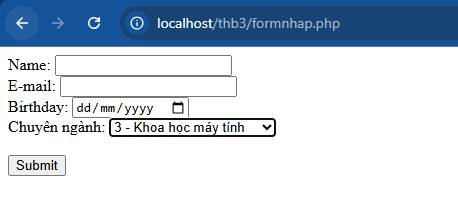 localhost/thb3/formnhap.php
Name:
E-mail:
Birthday: dd/mm/yyyy
Chuyên ngành: 3 - Khoa học máy tính
Submit